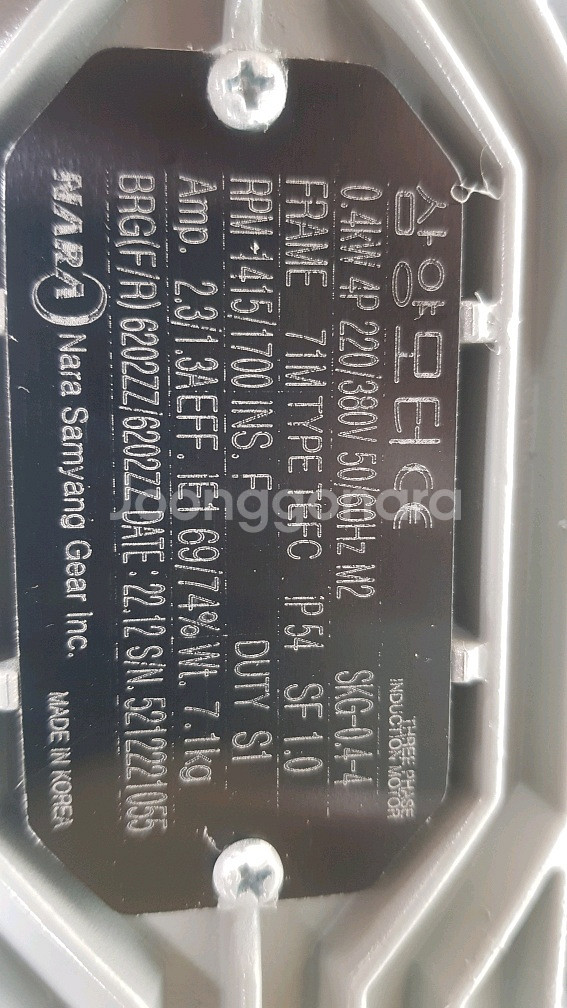 삼양모터 CE THREE PHASE INDUCTION MOTOR
0.4kW 4P 220/380V 50/60Hz M2 SKG-0.4-4
FRAME 71M TYPE TEFC IP54 SF 1.0
RPM 1415/1700 INS. F DUTY S1
Amp. 2.3/1.3A EFF. IE1 69/74% Wt. 7.1kg
BRG(F/R) 6202ZZ/6202ZZ DATE : 22.12 S/N. 52122221055
NARA Nara Samyang Gear Inc. MADE IN KOREA
Joonggonara